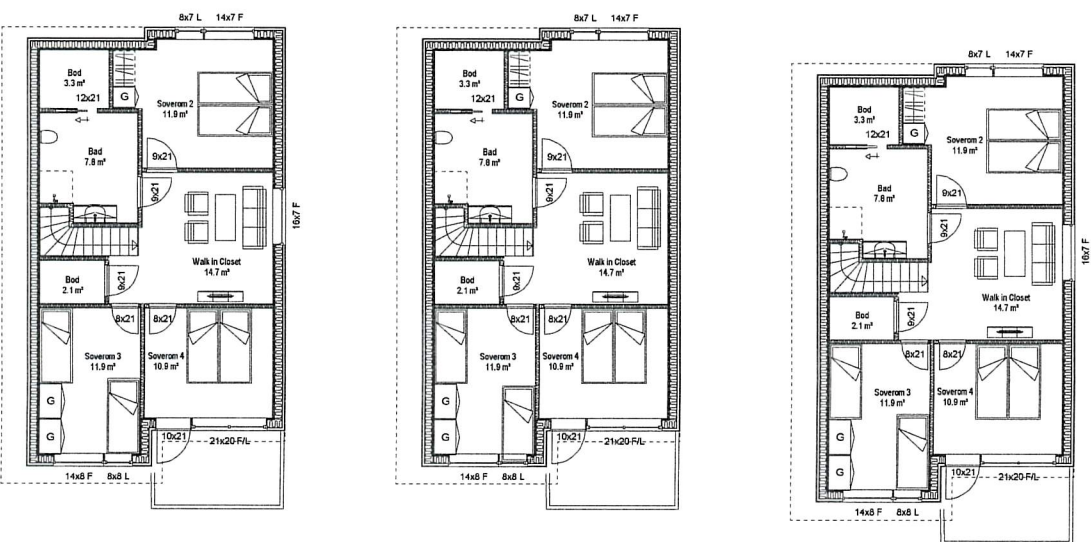 8x7 L 14x7 F
Bod
3.3 m²
12x21
G
Soverom 2
11.9 m²
Bad
7.8 m²
9x21
9x21
16x7 F
Walk in Closet
14.7 m²
Bod
2.1 m²
9x21
8x21
8x21
Soverom 3
11.9 m²
Soverom 4
10.9 m²
G
G
10x21
21x20 F/L
14x8 F 8x8 L
8x7 L 14x7 F
Bod
3.3 m²
12x21
G
Soverom 2
11.9 m²
Bad
7.8 m²
9x21
9x21
Walk in Closet
14.7 m²
Bod
2.1 m²
9x21
8x21
8x21
Soverom 3
11.9 m²
Soverom 4
10.9 m²
G
G
10x21
21x20 F/L
14x8 F 8x8 L
8x7 L 14x7 F
Bod
3.3 m²
12x21
G
Soverom 2
11.9 m²
Bad
7.8 m²
9x21
9x21
16x7 F
Walk in Closet
14.7 m²
Bod
2.1 m²
9x21
8x21
8x21
Soverom 3
11.9 m²
Soverom 4
10.9 m²
G
G
10x21
21x20 F/L
14x8 F 8x8 L